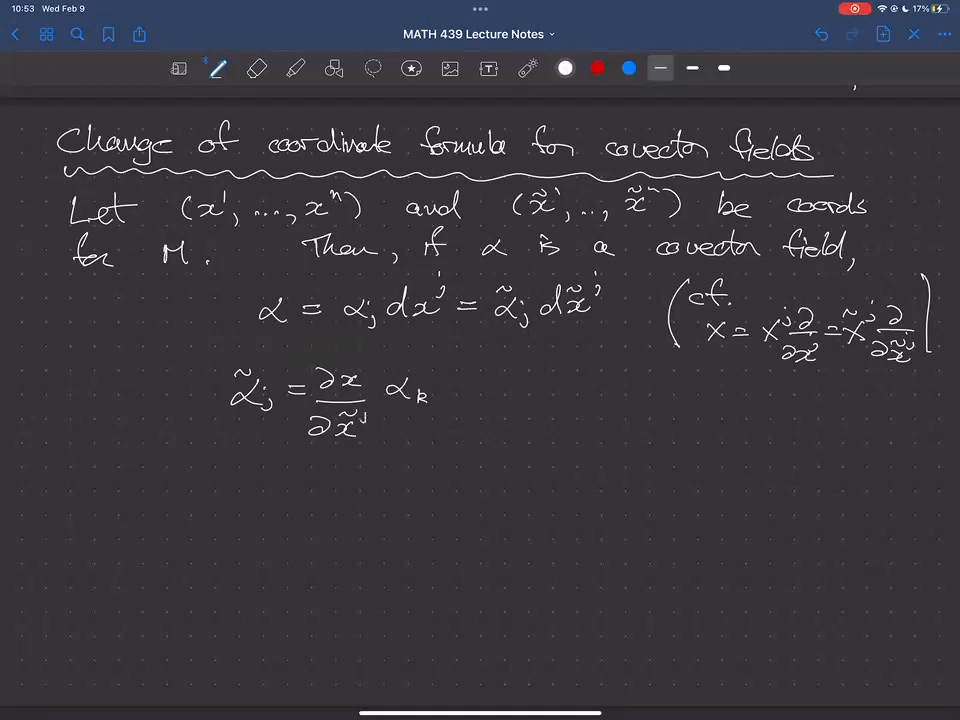 10:53 Wed Feb 9
17%
MATH 439 Lecture Notes
Change of coordinate formula for covector fields
Let (x¹, ..., xⁿ) and (x̃¹, .., x̃ⁿ) be coords
for M. Then, if α is a covector field,
α = αⱼ dxʲ = α̃ⱼ dx̃ʲ
(cf.
X = Xʲ ∂/∂xʲ = X̃ʲ ∂/∂x̃ʲ)
α̃ⱼ = ∂x/∂x̃ʲ αₖ